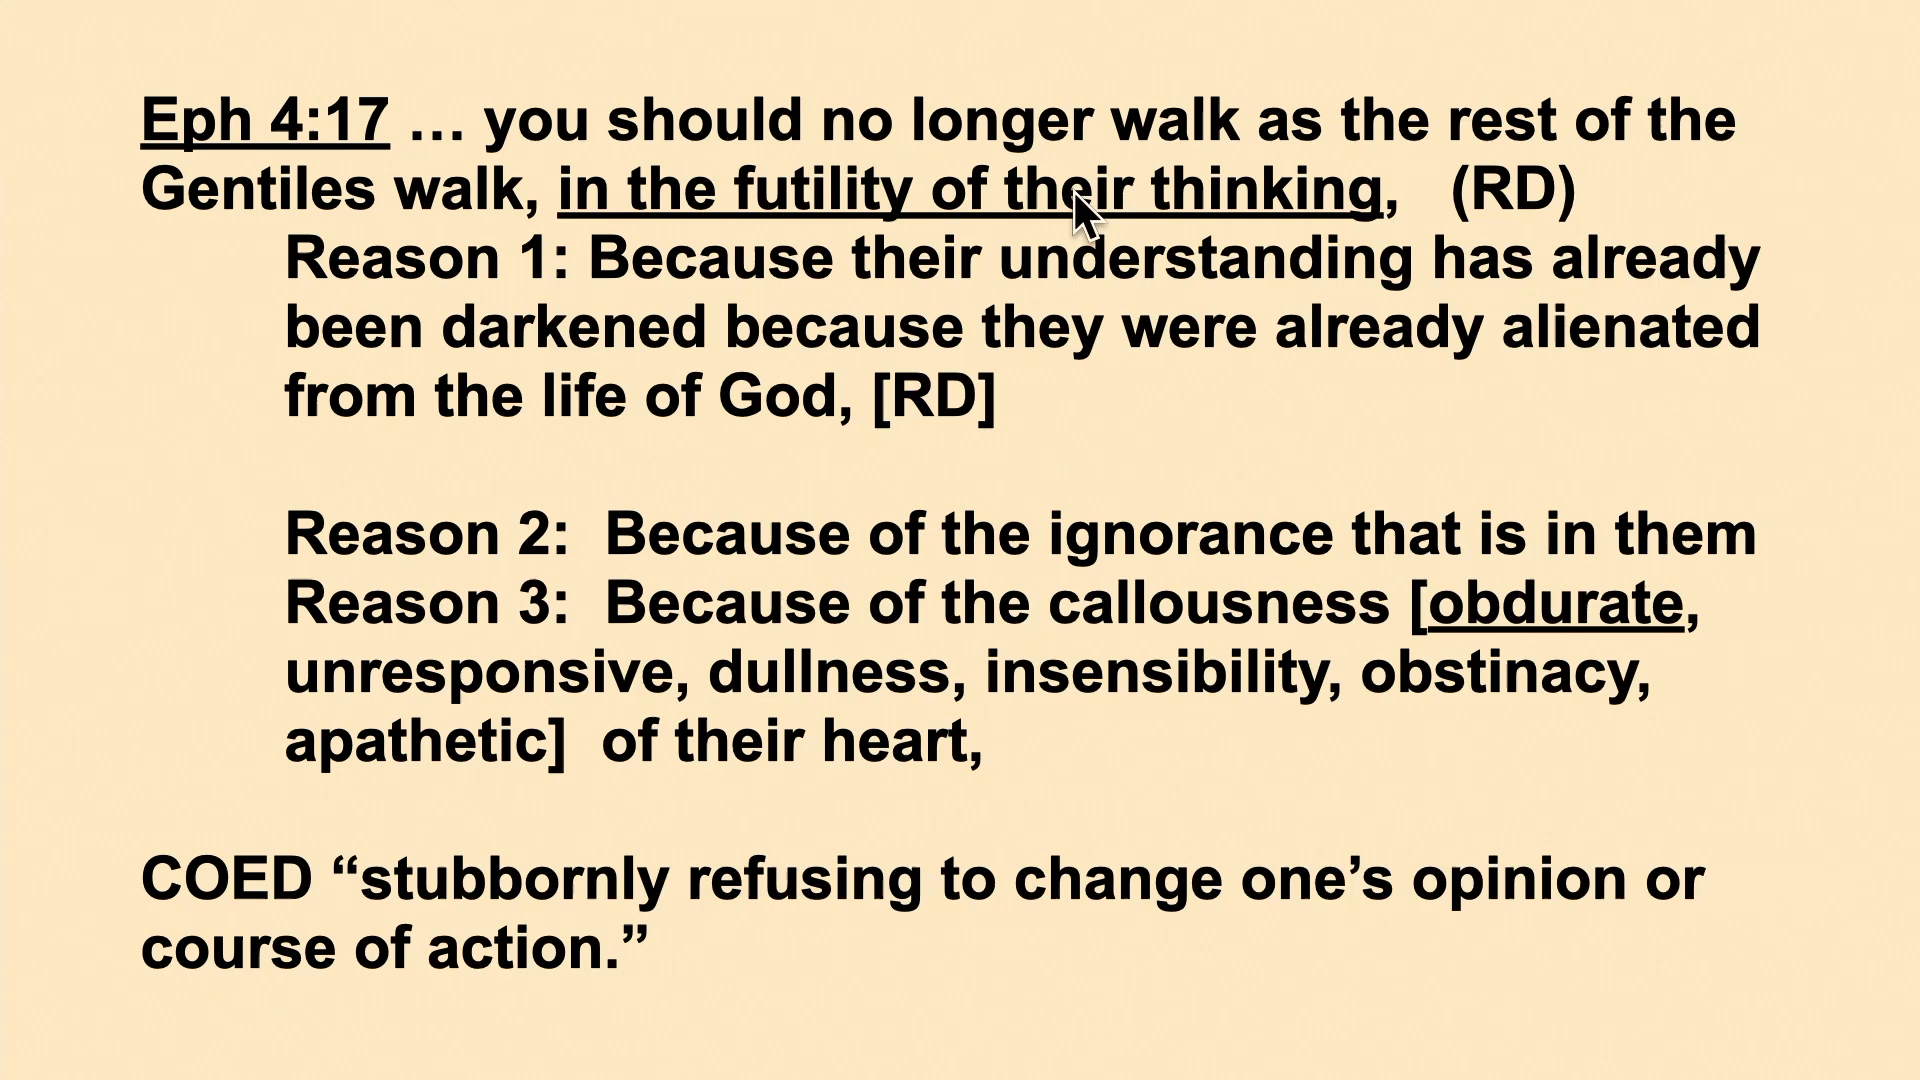 Eph 4:17 … you should no longer walk as the rest of the
Gentiles walk, in the futility of their thinking, (RD)
Reason 1: Because their understanding has already
been darkened because they were already alienated
from the life of God, [RD]
Reason 2: Because of the ignorance that is in them
Reason 3: Because of the callousness [obdurate,
unresponsive, dullness, insensibility, obstinacy,
apathetic] of their heart,
COED “stubbornly refusing to change one’s opinion or
course of action.”